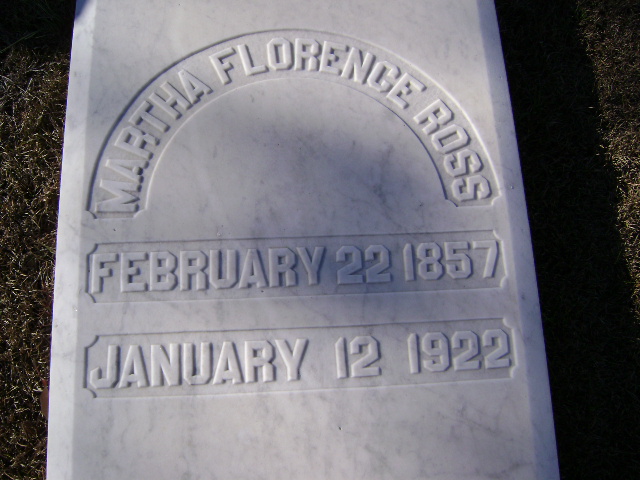 MARTHA FLORENCE ROSS
FEBRUARY 22 1857
JANUARY 12 1922